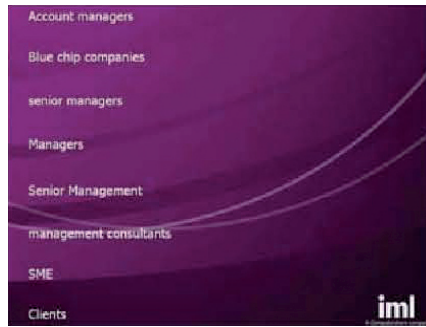 Account managers
Blue chip companies
senior managers
Managers
Senior Management
management consultants
SME
Clients
iml